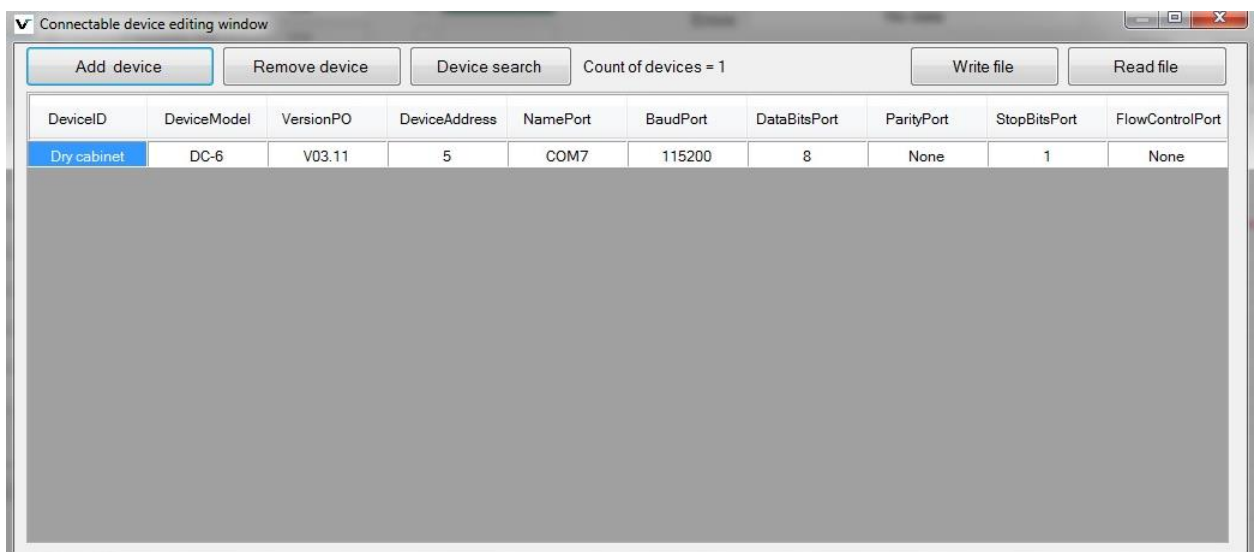 Connectable device editing window
Add device Remove device Device search Count of devices = 1 Write file Read file
DeviceID DeviceModel VersionPO DeviceAddress NamePort BaudPort DataBitsPort ParityPort StopBitsPort FlowControlPort
Dry cabinet DC-6 V03.11 5 COM7 115200 8 None 1 None